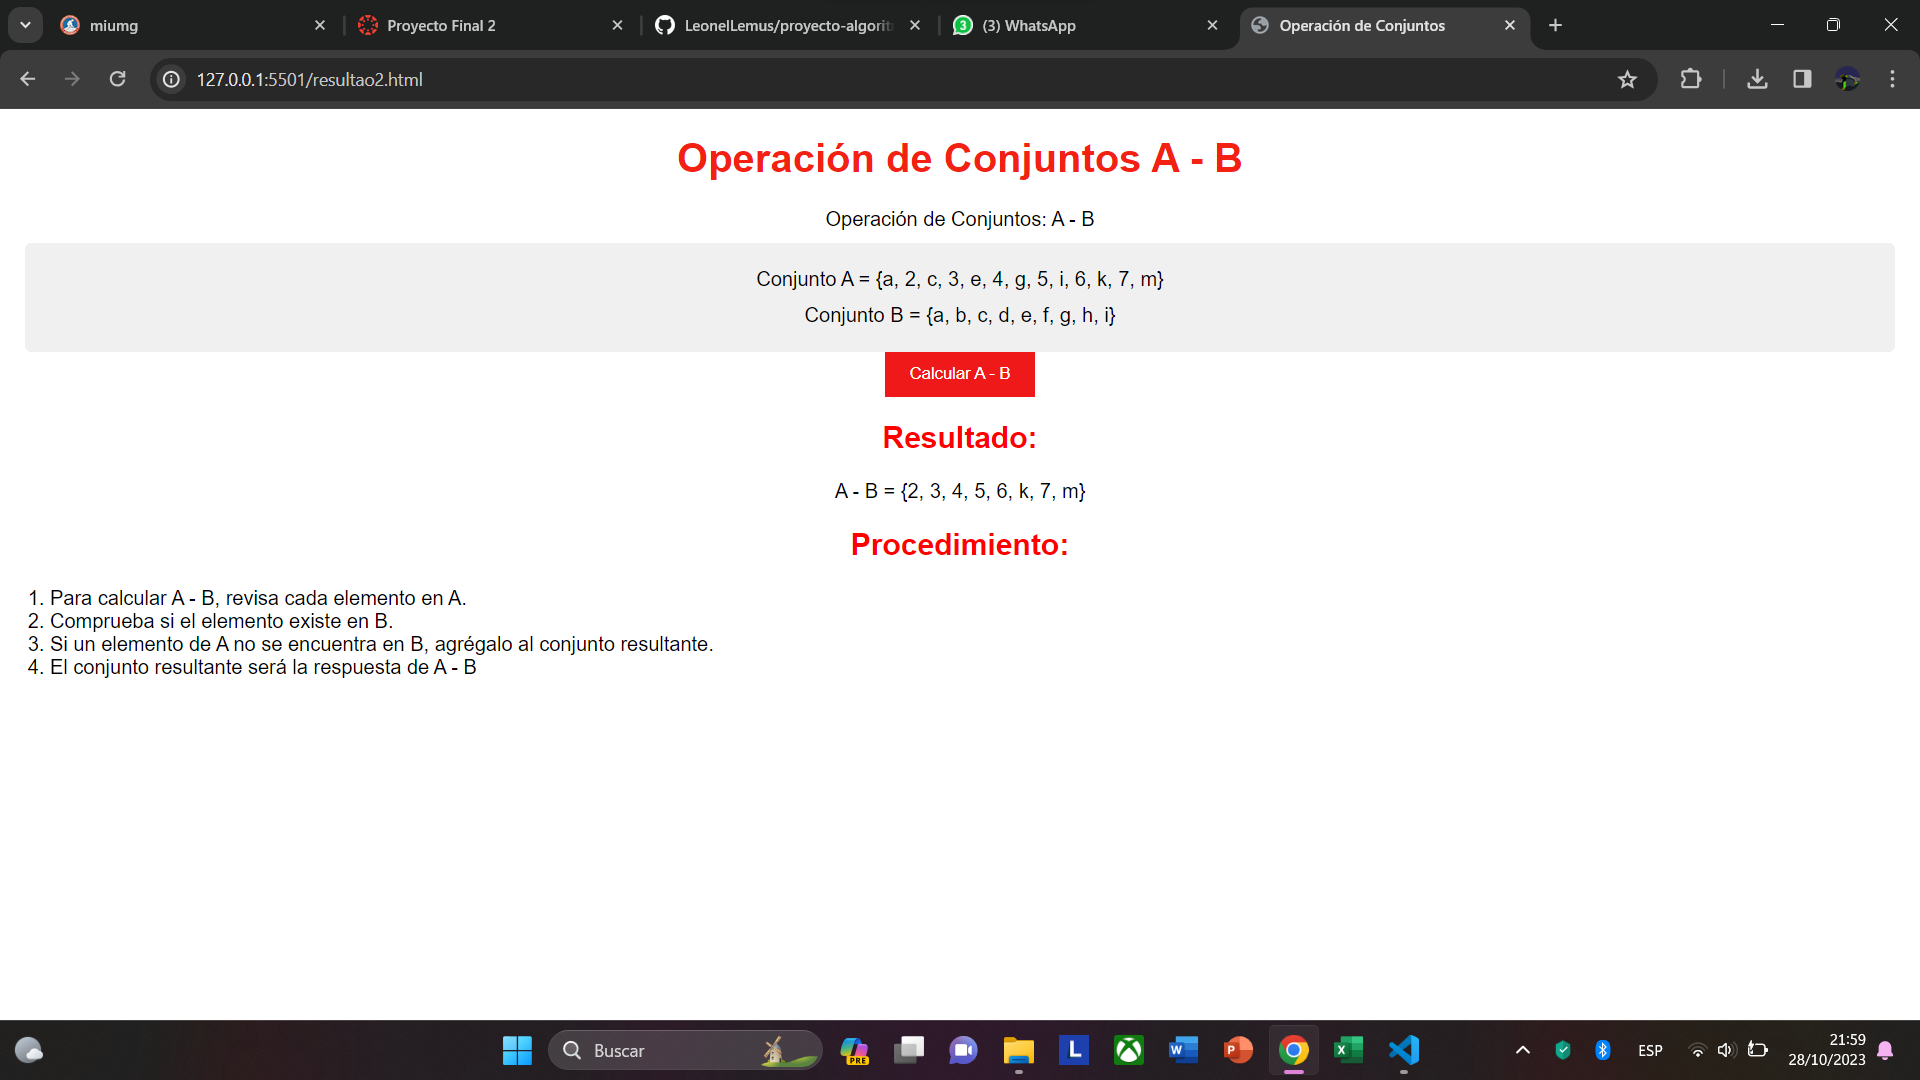 miumg
Proyecto Final 2
LeonelLemus/proyecto-algorit
(3) WhatsApp
Operación de Conjuntos
127.0.0.1:5501/resultao2.html
Operación de Conjuntos A - B
Operación de Conjuntos: A - B
Conjunto A = {a, 2, c, 3, e, 4, g, 5, i, 6, k, 7, m}
Conjunto B = {a, b, c, d, e, f, g, h, i}
Calcular A - B
Resultado:
A - B = {2, 3, 4, 5, 6, k, 7, m}
Procedimiento:
1. Para calcular A - B, revisa cada elemento en A.
2. Comprueba si el elemento existe en B.
3. Si un elemento de A no se encuentra en B, agrégalo al conjunto resultante.
4. El conjunto resultante será la respuesta de A - B
Buscar
PRE
L
W
P
X
ESP
21:59
28/10/2023